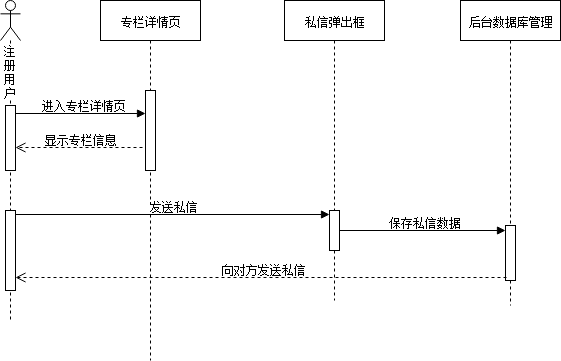 专栏详情页
私信弹出框
后台数据库管理
注册用户
进入专栏详情页
显示专栏信息
发送私信
保存私信数据
向对方发送私信